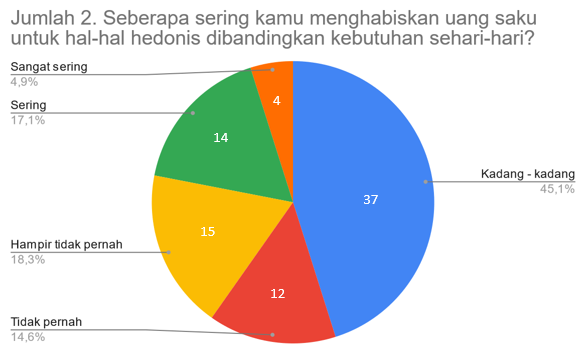 Jumlah 2. Seberapa sering kamu menghabiskan uang saku
untuk hal-hal hedonis dibandingkan kebutuhan sehari-hari?
Sangat sering
4,9%
4
Sering
17,1%
14
Kadang - kadang
45,1%
37
Hampir tidak pernah
18,3%
15
Tidak pernah
14,6%
12